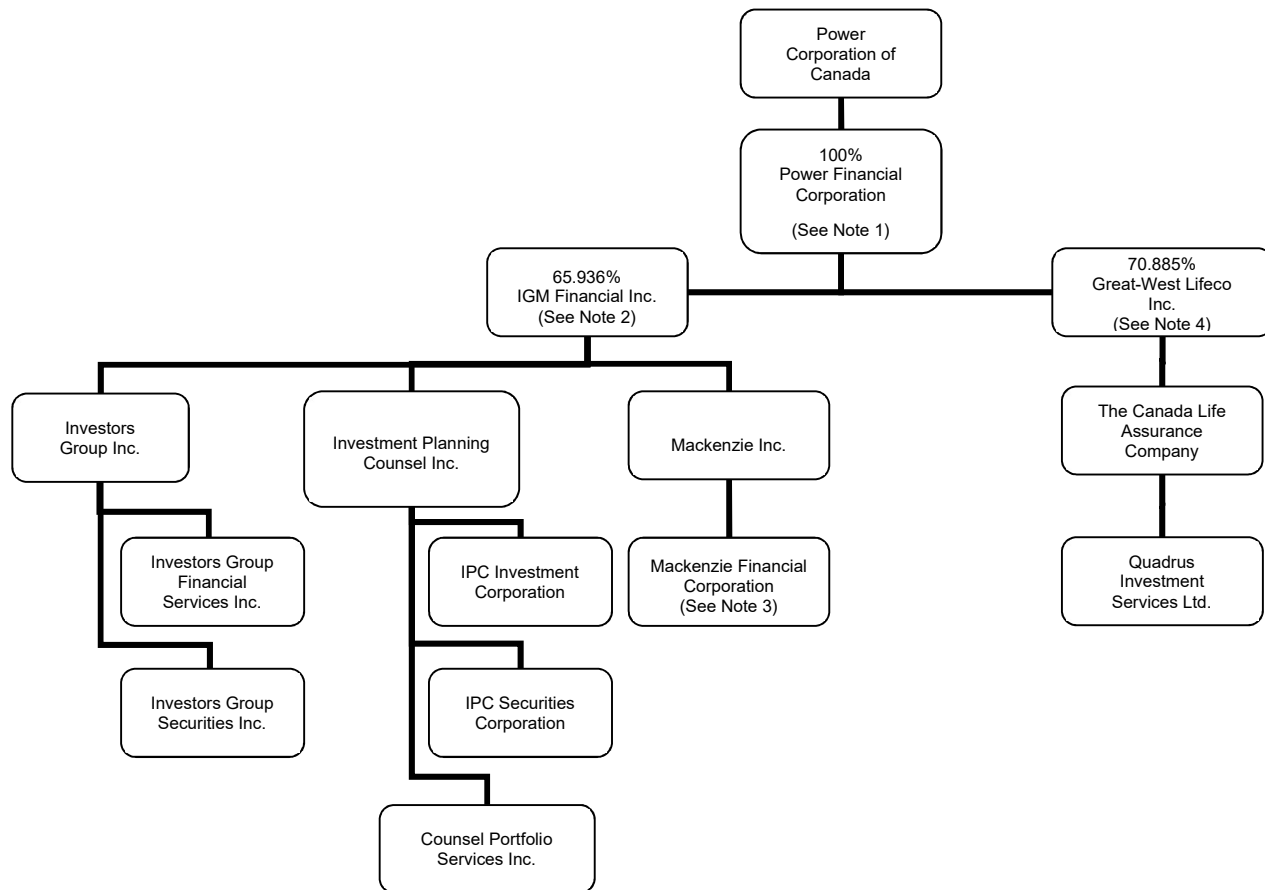 Power
Corporation of
Canada
100%
Power Financial
Corporation
(See Note 1)
65.936%
IGM Financial Inc.
(See Note 2)
70.885%
Great-West Lifeco
Inc.
(See Note 4)
Investors
Group Inc.
Investment Planning
Counsel Inc.
Mackenzie Inc.
The Canada Life
Assurance
Company
Investors Group
Financial
Services Inc.
IPC Investment
Corporation
Mackenzie Financial
Corporation
(See Note 3)
Quadrus
Investment
Services Ltd.
Investors Group
Securities Inc.
IPC Securities
Corporation
Counsel Portfolio
Services Inc.